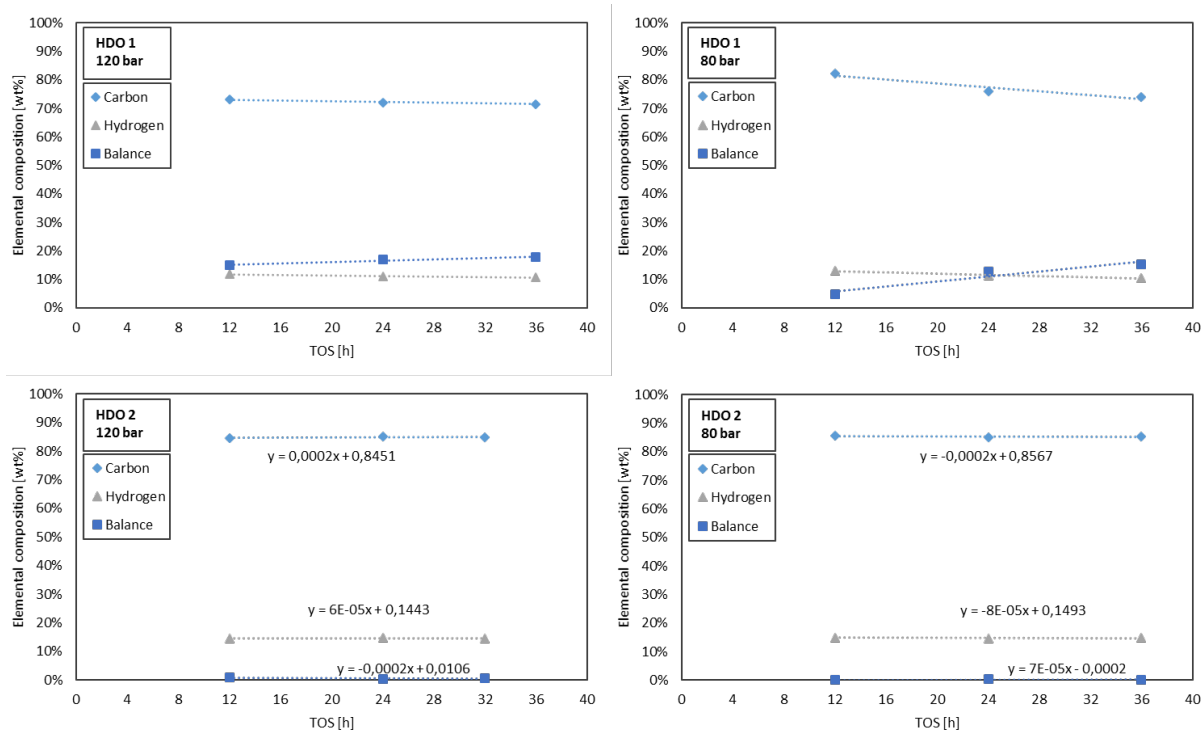 HDO 1
120 bar
Carbon
Hydrogen
Balance
Elemental composition [wt%]
100%
90%
80%
70%
60%
50%
40%
30%
20%
10%
0%
0 4 8 12 16 20 24 28 32 36 40
TOS [h]
HDO 1
80 bar
Carbon
Hydrogen
Balance
Elemental composition [wt%]
100%
90%
80%
70%
60%
50%
40%
30%
20%
10%
0%
0 4 8 12 16 20 24 28 32 36 40
TOS [h]
HDO 2
120 bar
Carbon
Hydrogen
Balance
Elemental composition [wt%]
100%
90%
80%
70%
60%
50%
40%
30%
20%
10%
0%
y = 0,0002x + 0,8451
y = 6E-05x + 0,1443
y = -0,0002x + 0,0106
0 4 8 12 16 20 24 28 32 36 40
TOS [h]
HDO 2
80 bar
Carbon
Hydrogen
Balance
Elemental composition [wt%]
100%
90%
80%
70%
60%
50%
40%
30%
20%
10%
0%
y = -0,0002x + 0,8567
y = -8E-05x + 0,1493
y = 7E-05x - 0,0002
0 4 8 12 16 20 24 28 32 36 40
TOS [h]